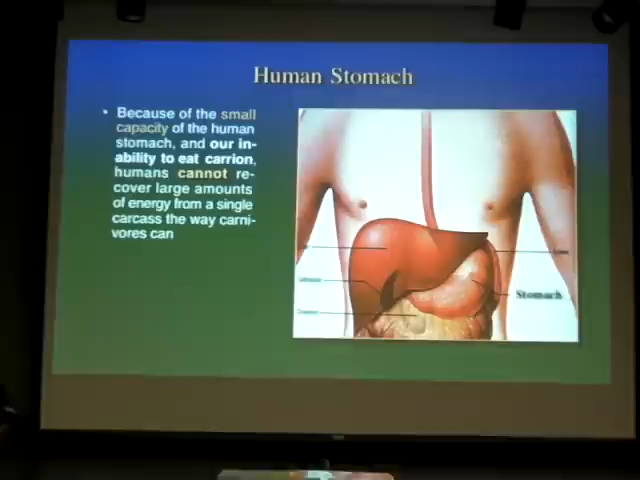 Human Stomach
• Because of the small
capacity of the human
stomach, and our in-
ability to eat carrion,
humans cannot re-
cover large amounts
of energy from a single
carcass the way carni-
vores can
Stomach